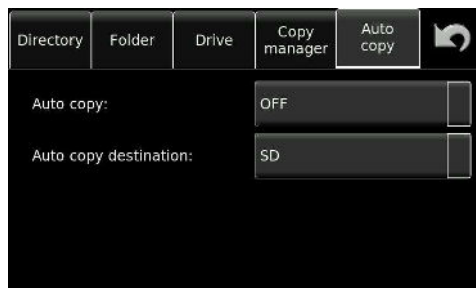 Directory Folder Drive Copy manager Auto copy
Auto copy: OFF
Auto copy destination: SD